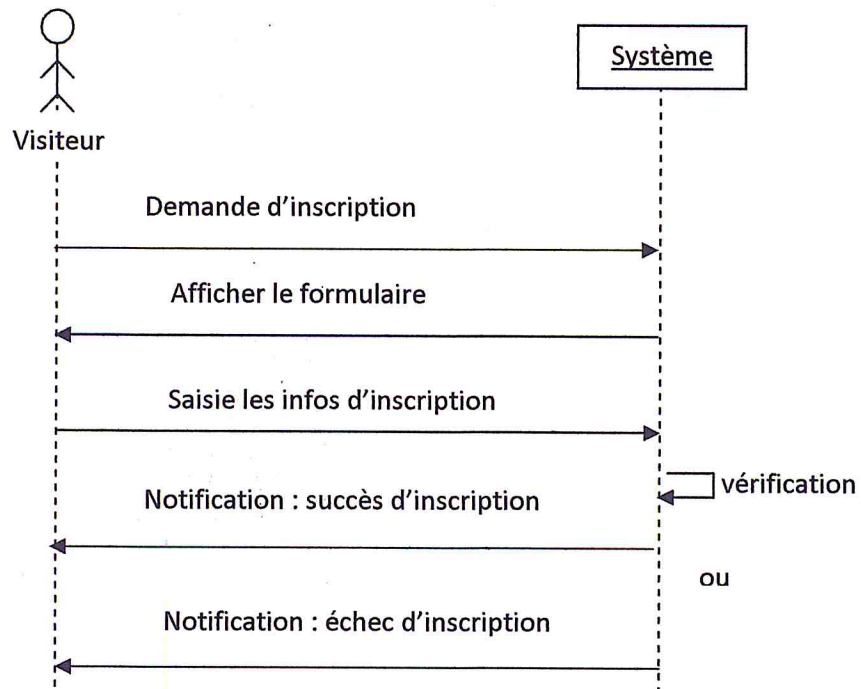 Système
Visiteur
Demande d'inscription
Afficher le formulaire
Saisie les infos d'inscription
vérification
Notification : succès d'inscription
ou
Notification : échec d'inscription